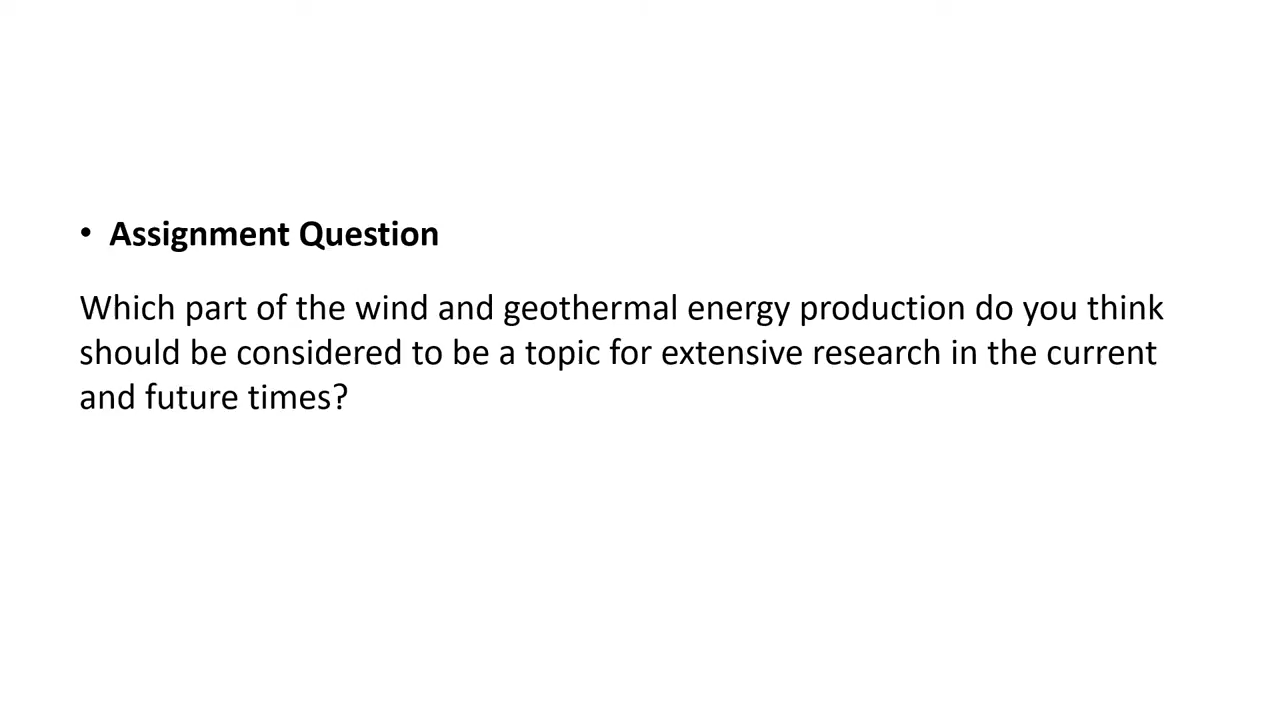 • Assignment Question
Which part of the wind and geothermal energy production do you think
should be considered to be a topic for extensive research in the current
and future times?